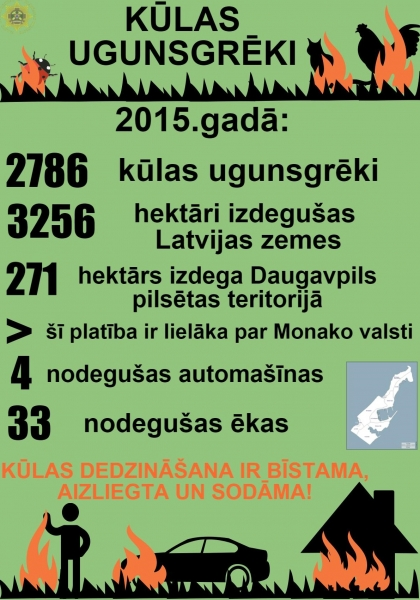 KŪLAS
UGUNSGRĒKI
2015.gadā:
2786 kūlas ugunsgrēki
3256 hektāri izdegušas
Latvijas zemes
271 hektārs izdega Daugavpils
pilsētas teritorijā
> šī platība ir lielāka par Monako valsti
4 nodegušas automašīnas
33 nodegušas ēkas
KŪLAS DEDZINĀŠANA IR BĪSTAMA,
AIZLIEGTA UN SODĀMA!